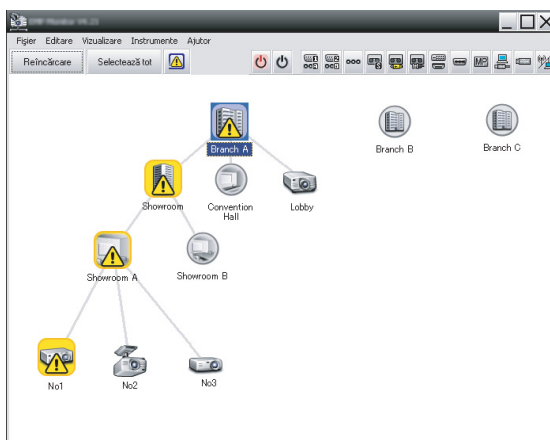 Fișier Editare Vizualizare Instrumente Ajutor
Reîncărcare Selectează tot
MP
Branch A
Branch B
Branch C
Showroom
Convention
Hall
Lobby
Showroom A
Showroom B
No1
No2
No3